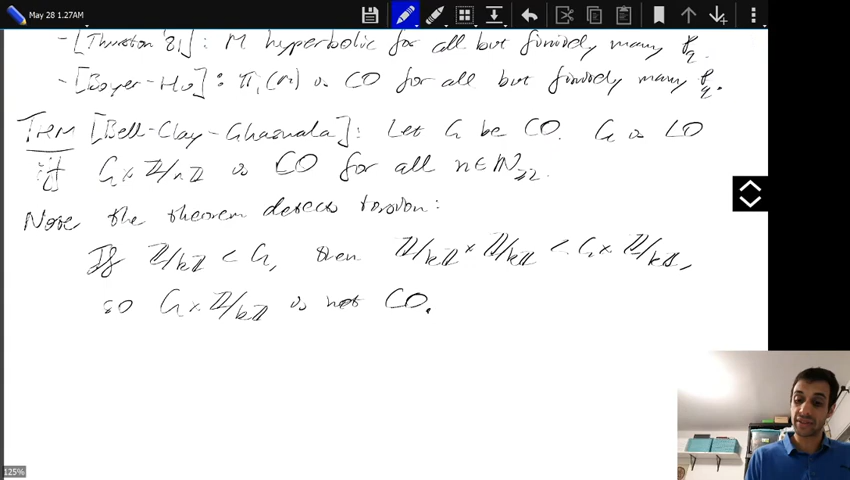 May 28 1.27AM
- [Thurston '81] : M hyperbolic for all but finitely many p/q
- [Boyer-Hu] : π₁(M) is CO for all but finitely many p/q.
Thm [Bell-Clay-Ghaswala] : Let G be CO. G is LO
iff G × ℤ/nℤ is CO for all n ∈ ℕ≥2.
Note the theorem detects torsion:
If ℤ/kℤ < G, then ℤ/kℤ × ℤ/kℤ < G × ℤ/kℤ,
so G × ℤ/kℤ is not CO.
125%